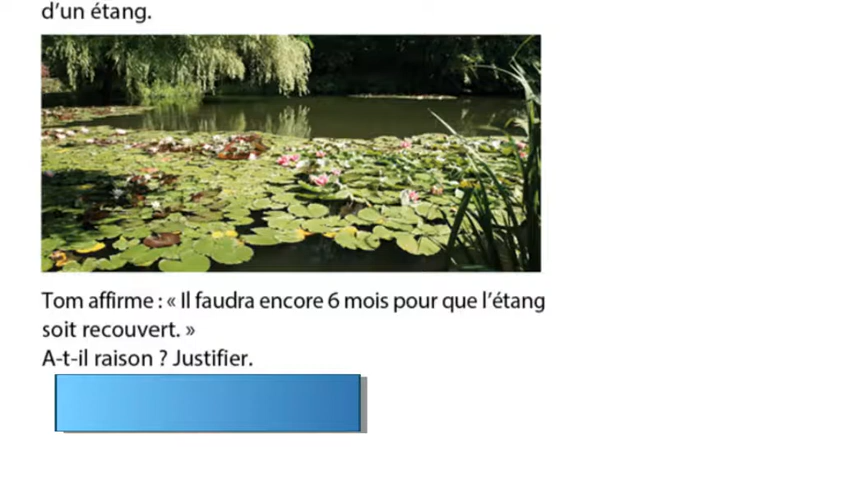 d'un étang.
Tom affirme : « Il faudra encore 6 mois pour que l'étang
soit recouvert. »
A-t-il raison ? Justifier.